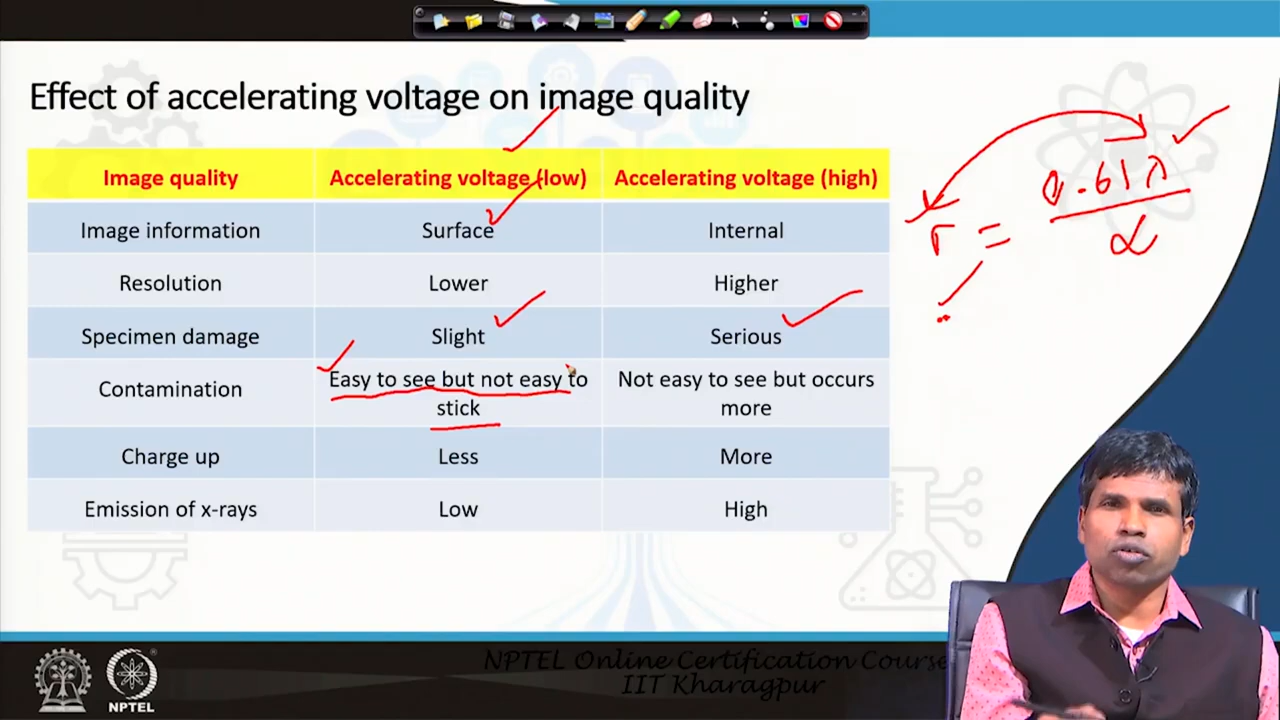 Effect of accelerating voltage on image quality
Image quality Accelerating voltage (low) Accelerating voltage (high)
Image information Surface Internal
Resolution Lower Higher
Specimen damage Slight Serious
Contamination Easy to see but not easy to stick Not easy to see but occurs more
Charge up Less More
Emission of x-rays Low High
r = 0.61λ / α
NPTEL
NPTEL Online Certification Course
IIT Kharagpur